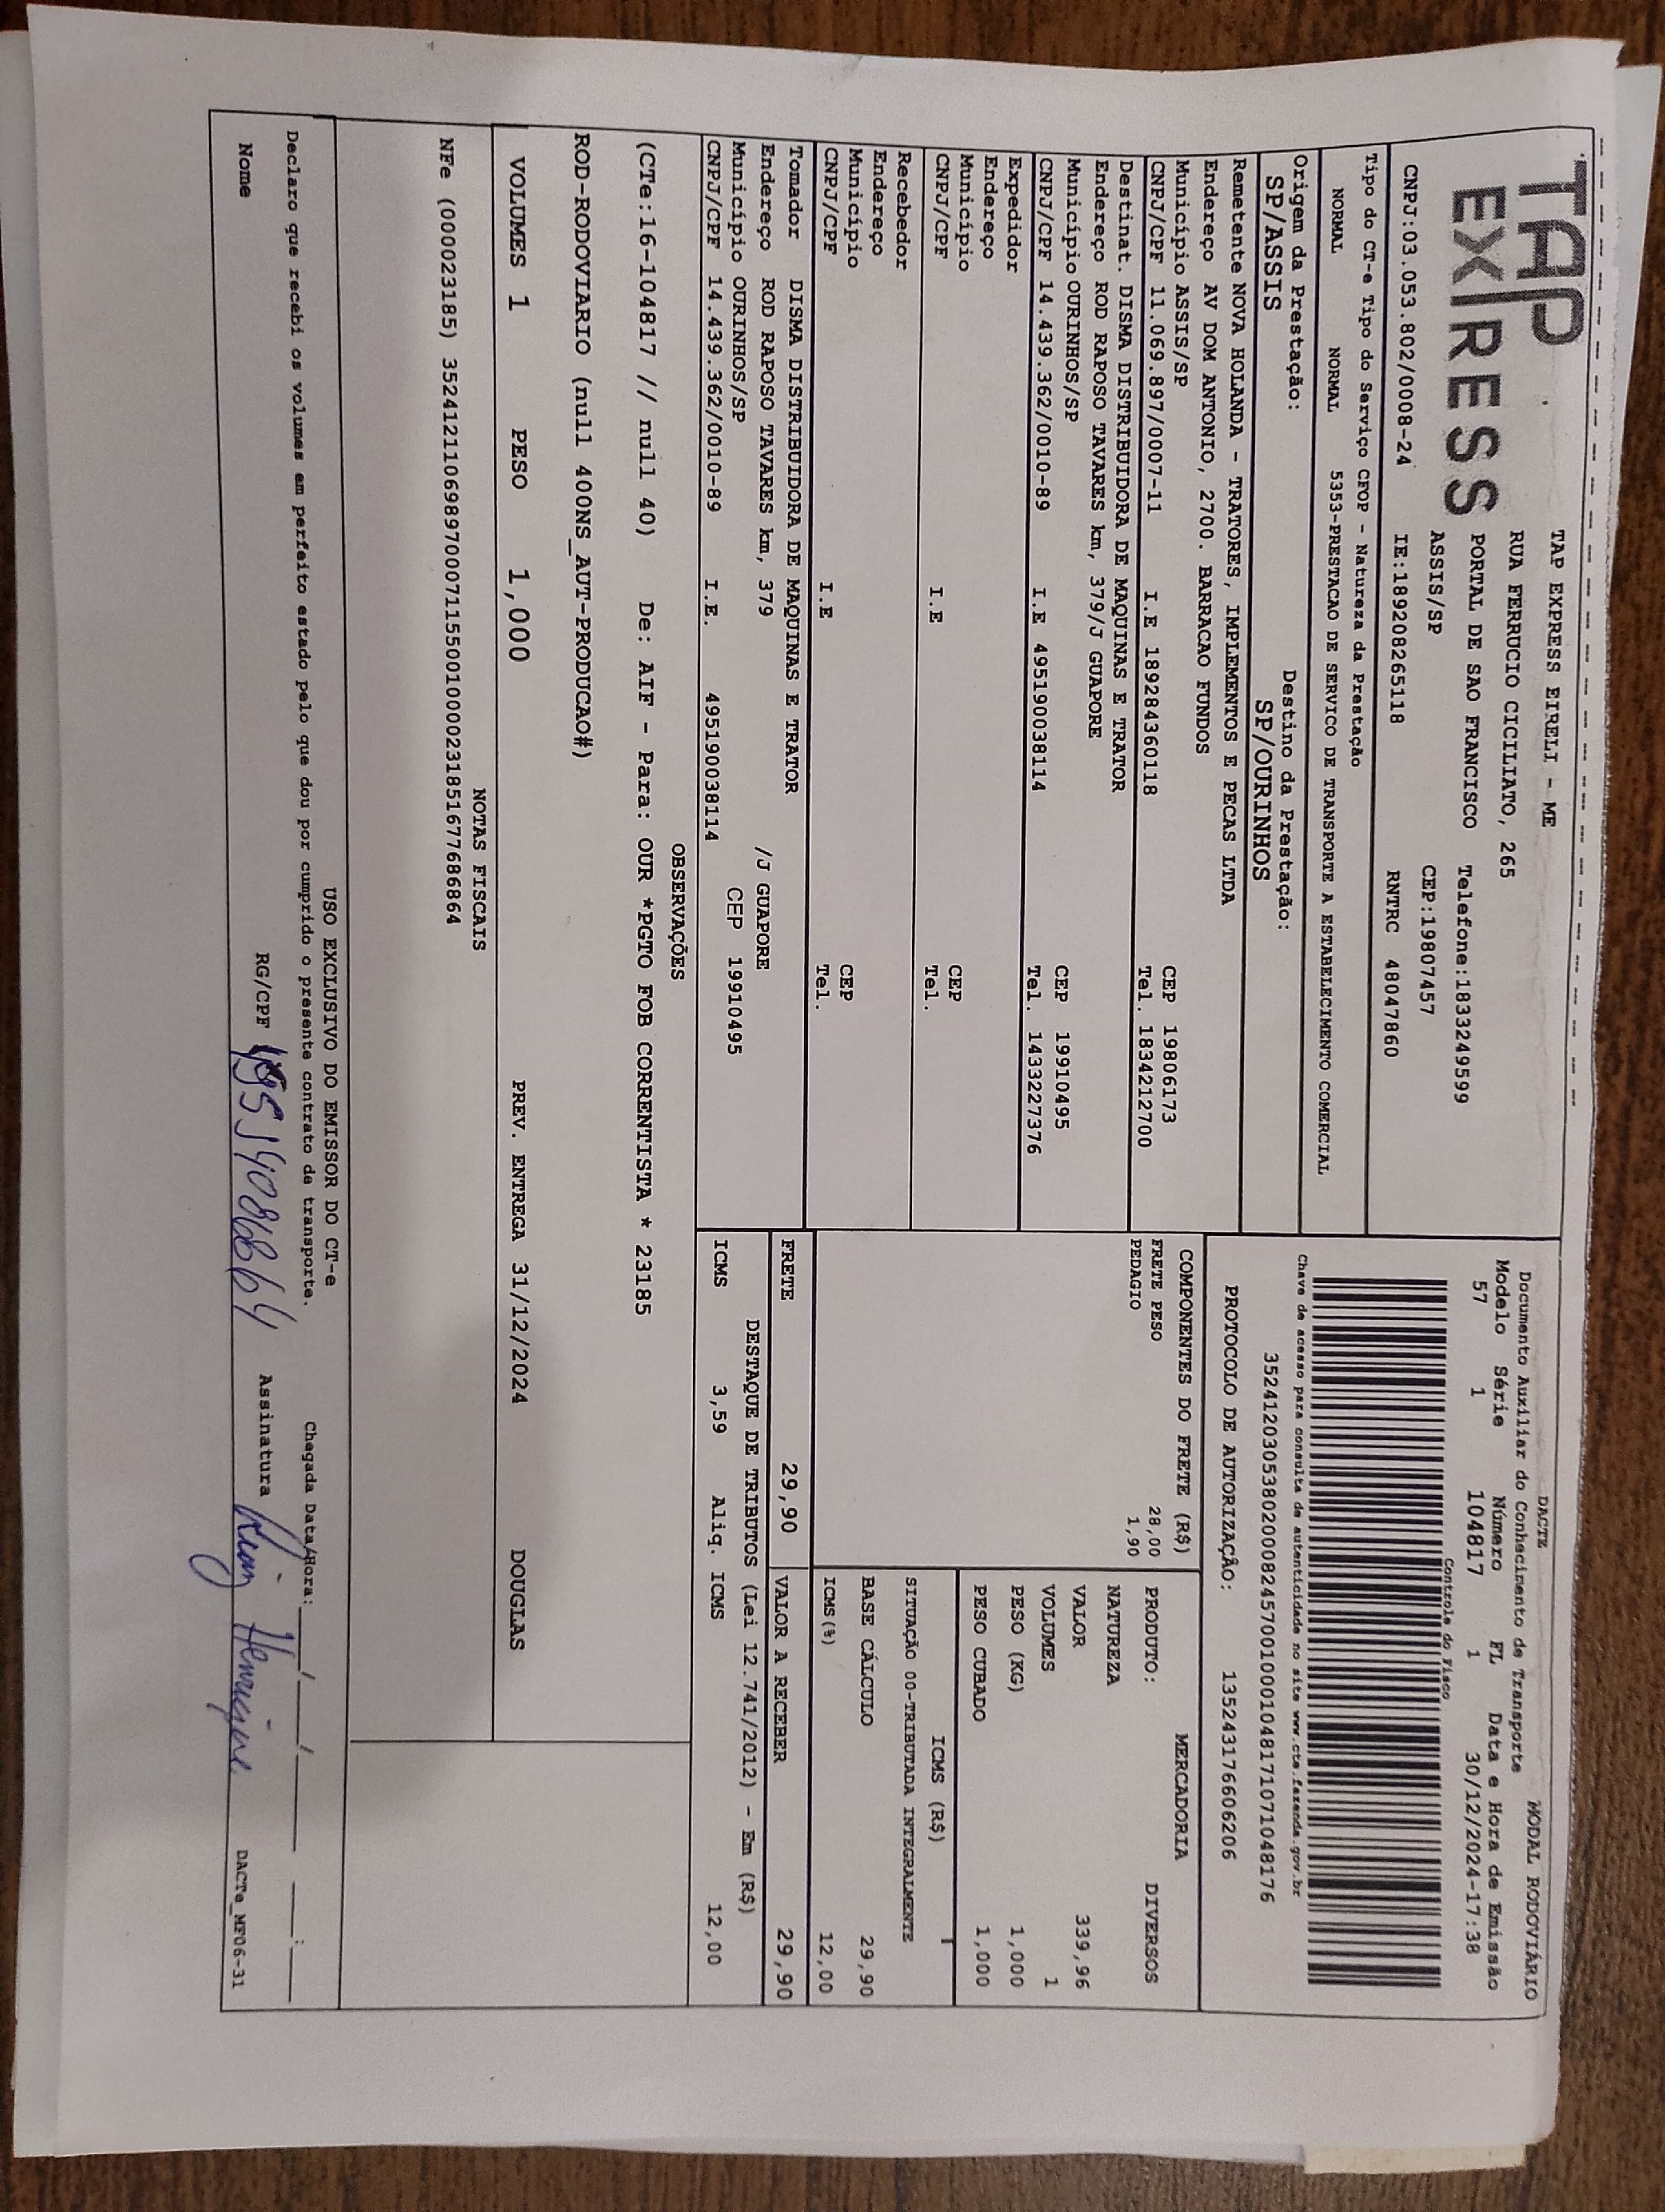 TAP EXPRESS
TAP EXPRESS EIRELI - ME
RUA FERRUCIO CICILIATO, 265
PORTAL DE SAO FRANCISCO Telefone:1833249599
ASSIS/SP CEP:19807457
CNPJ:03.053.802/0008-24 IE:189208265118 RNTRC 48047860
Tipo do CT-e Tipo do Serviço CFOP - Natureza da Prestação
NORMAL NORMAL 5353-PRESTACAO DE SERVICO DE TRANSPORTE A ESTABELECIMENTO COMERCIAL
Origem da Prestação: Destino da Prestação:
SP/ASSIS SP/OURINHOS
Remetente NOVA HOLANDA - TRATORES, IMPLEMENTOS E PECAS LTDA
Endereço AV DOM ANTONIO, 2700. BARRACAO FUNDOS
Município ASSIS/SP CEP 19806173
CNPJ/CPF 11.069.897/0007-11 I.E 189284360118 Tel. 1834212700
Destinat. DISMA DISTRIBUIDORA DE MAQUINAS E TRATOR
Endereço ROD RAPOSO TAVARES km, 379/J GUAPORE
Município OURINHOS/SP CEP 19910495
CNPJ/CPF 14.439.362/0010-89 I.E 495190038114 Tel. 1433227376
Expedidor
Endereço
Município CEP
CNPJ/CPF I.E Tel.
Recebedor
Endereço
Município CEP
CNPJ/CPF I.E Tel.
Tomador DISMA DISTRIBUIDORA DE MAQUINAS E TRATOR
Endereço ROD RAPOSO TAVARES km, 379 /J GUAPORE
Município OURINHOS/SP CEP 19910495
CNPJ/CPF 14.439.362/0010-89 I.E. 495190038114
DACTE MODAL RODOVIÁRIO
Documento Auxiliar do Conhecimento de Transporte
Modelo Série Número FL Data e Hora de Emissão
57 1 104817 1 30/12/2024-17:38
Controle do Fisco
Chave de acesso para consulta de autenticidade no site www.cte.fazenda.gov.br
35241203053802000824570010001048171071048176
PROTOCOLO DE AUTORIZAÇÃO: 135243176606206
COMPONENTES DO FRETE (R$)
FRETE PESO 28,00
PEDAGIO 1,90
MERCADORIA
PRODUTO: DIVERSOS
NATUREZA
VALOR 339,96
VOLUMES 1
PESO (KG) 1,000
PESO CUBADO 1,000
ICMS (R$)
SITUAÇÃO 00-TRIBUTADA INTEGRALMENTE
BASE CÁLCULO 29,90
ICMS(%) 12,00
FRETE 29,90 VALOR A RECEBER 29,90
DESTAQUE DE TRIBUTOS (Lei 12.741/2012) - Em (R$)
ICMS 3,59 Aliq. ICMS 12,00
OBSERVAÇÕES
(CTe:16-104817 // null 40) De: AIF - Para: OUR *PGTO FOB CORRENTISTA * 23185
ROD-RODOVIARIO (null 400NS_AUT-PRODUCAO#)
VOLUMES 1 PESO 1,000 PREV. ENTREGA 31/12/2024 DOUGLAS
NOTAS FISCAIS
NFe (000023185) 35241211069897000711550010000231851677686864
USO EXCLUSIVO DO EMISSOR DO CT-e
Declaro que recebi os volumes em perfeito estado pelo que dou por cumprido o presente contrato de transporte. Chegada Data/Hora:____/____/______ ____:____
Nome RG/CPF Assinatura Henrique DACTe_MF06-31